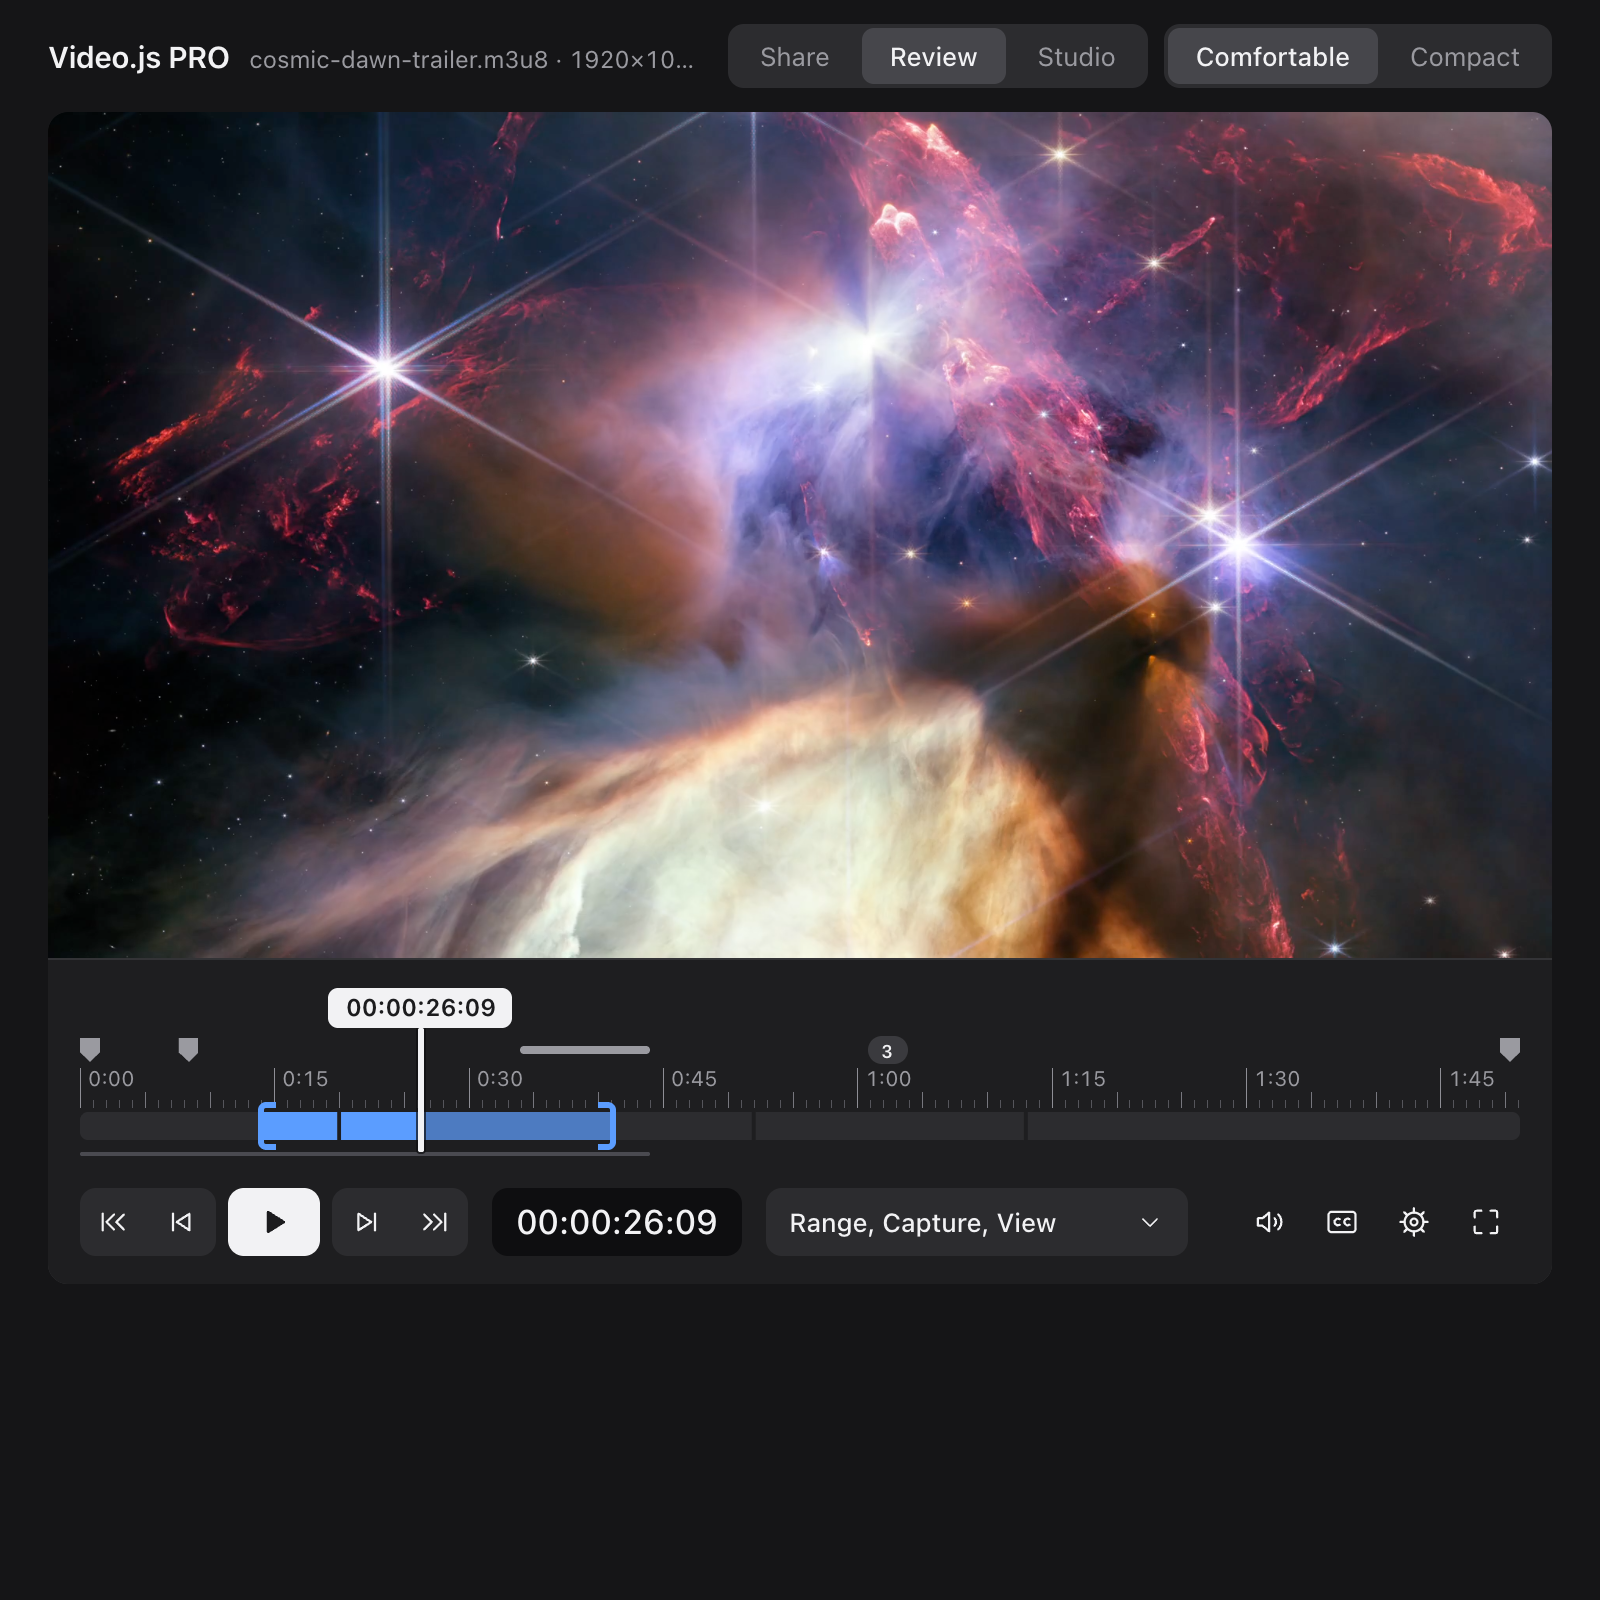 Video.js PRO cosmic-dawn-trailer.m3u8 · 1920×10… Share Review Studio Comfortable Compact
00:00:26:09
3
0:00 0:15 0:30 0:45 1:00 1:15 1:30 1:45
00:00:26:09 Range, Capture, View CC